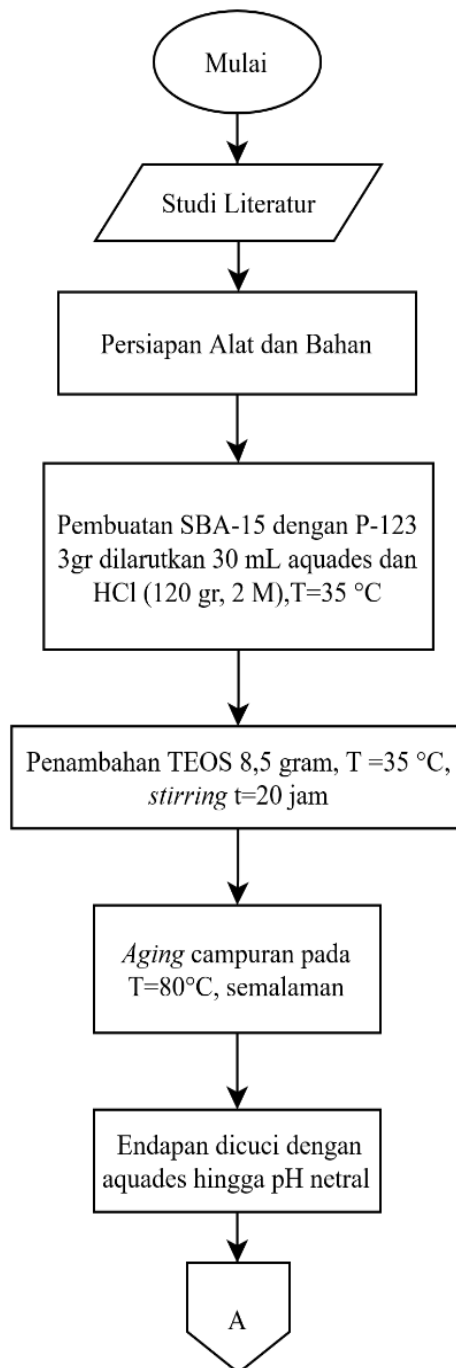 Mulai
Studi Literatur
Persiapan Alat dan Bahan
Pembuatan SBA-15 dengan P-123
3gr dilarutkan 30 mL aquades dan
HCl (120 gr, 2 M),T=35 °C
Penambahan TEOS 8,5 gram, T =35 °C,
stirring t=20 jam
Aging campuran pada
T=80°C, semalaman
Endapan dicuci dengan
aquades hingga pH netral
A